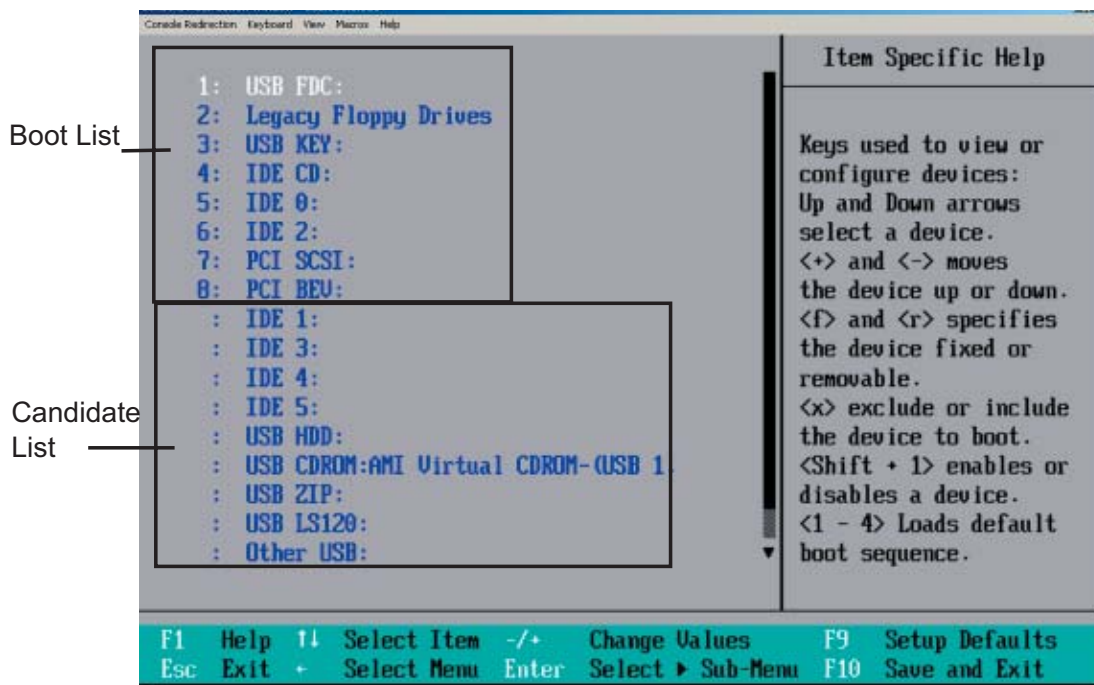 Console Redirection Keyboard View Macros Help
Boot List
1: USB FDC:
2: Legacy Floppy Drives
3: USB KEY:
4: IDE CD:
5: IDE 0:
6: IDE 2:
7: PCI SCSI:
8: PCI BEV:
Candidate
List
: IDE 1:
: IDE 3:
: IDE 4:
: IDE 5:
: USB HDD:
: USB CDROM:AMI Virtual CDROM-(USB 1
: USB ZIP:
: USB LS120:
: Other USB:
Item Specific Help
Keys used to view or
configure devices:
Up and Down arrows
select a device.
<+> and <-> moves
the device up or down.
<f> and <r> specifies
the device fixed or
removable.
<x> exclude or include
the device to boot.
<Shift + 1> enables or
disables a device.
<1 - 4> Loads default
boot sequence.
F1 Help ↑↓ Select Item -/+ Change Values F9 Setup Defaults
Esc Exit ← Select Menu Enter Select ▶ Sub-Menu F10 Save and Exit